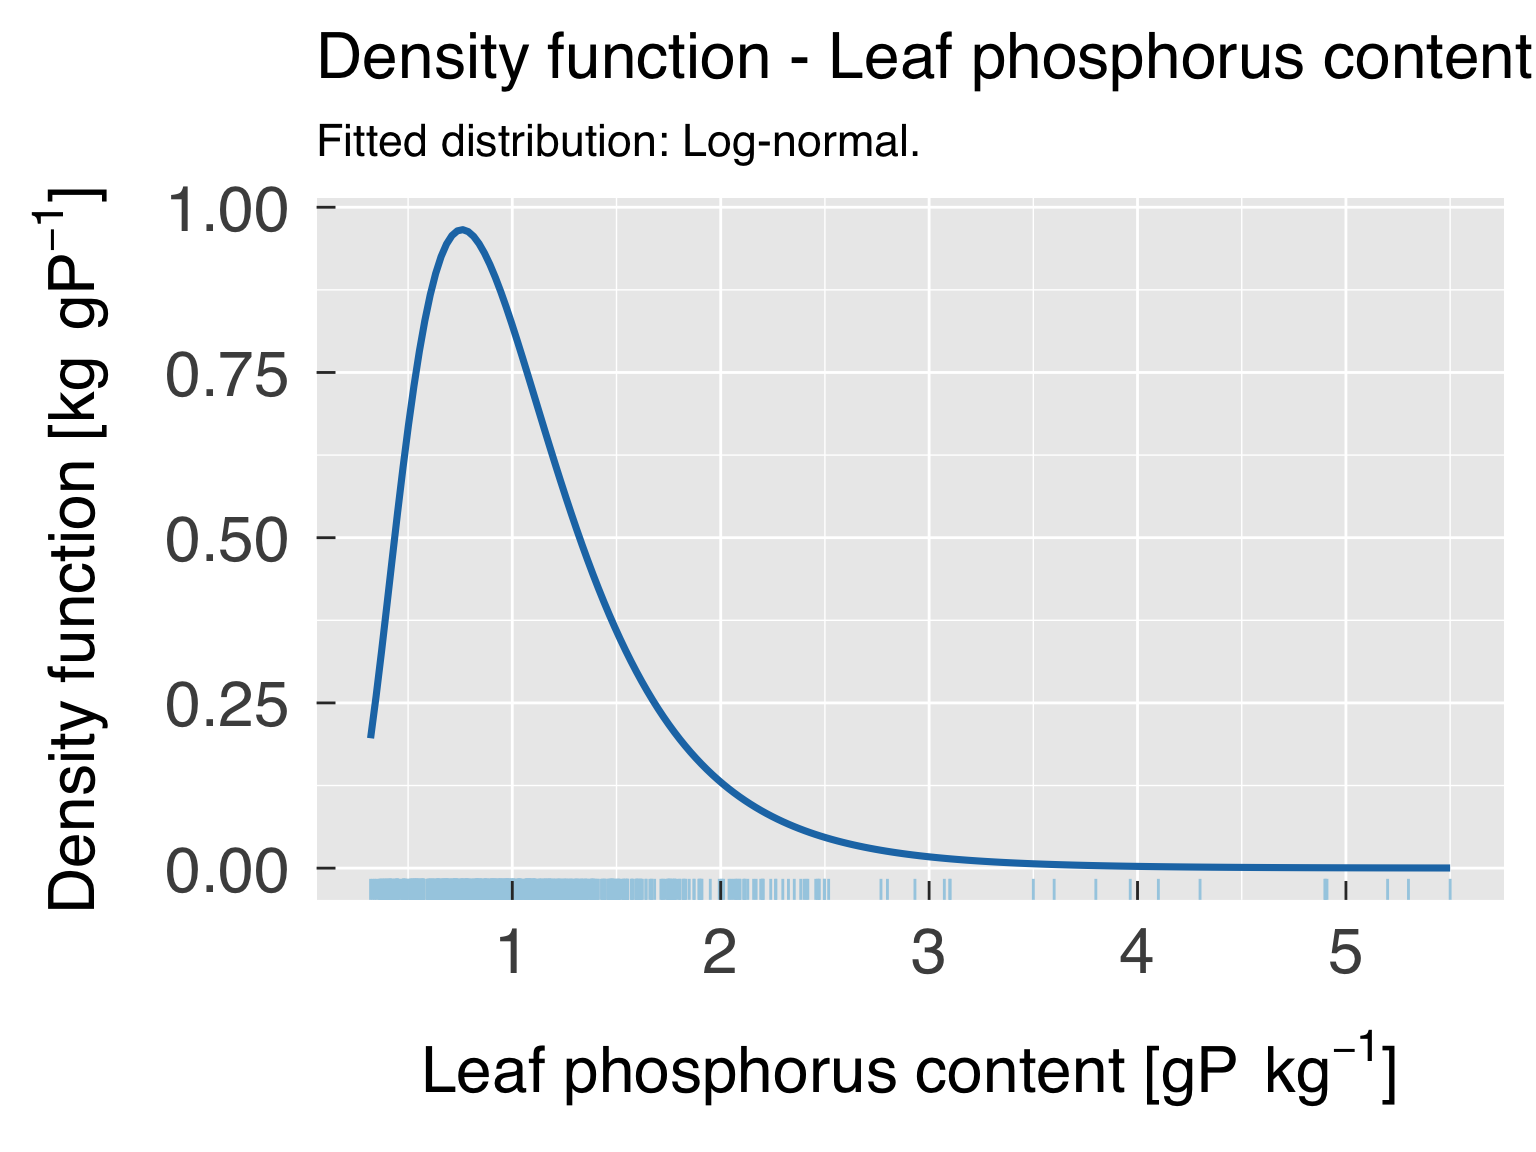 Density function - Leaf phosphorus content
Fitted distribution: Log-normal.
Density function [kg gP⁻¹]
1.00
0.75
0.50
0.25
0.00
1 2 3 4 5
Leaf phosphorus content [gP kg⁻¹]